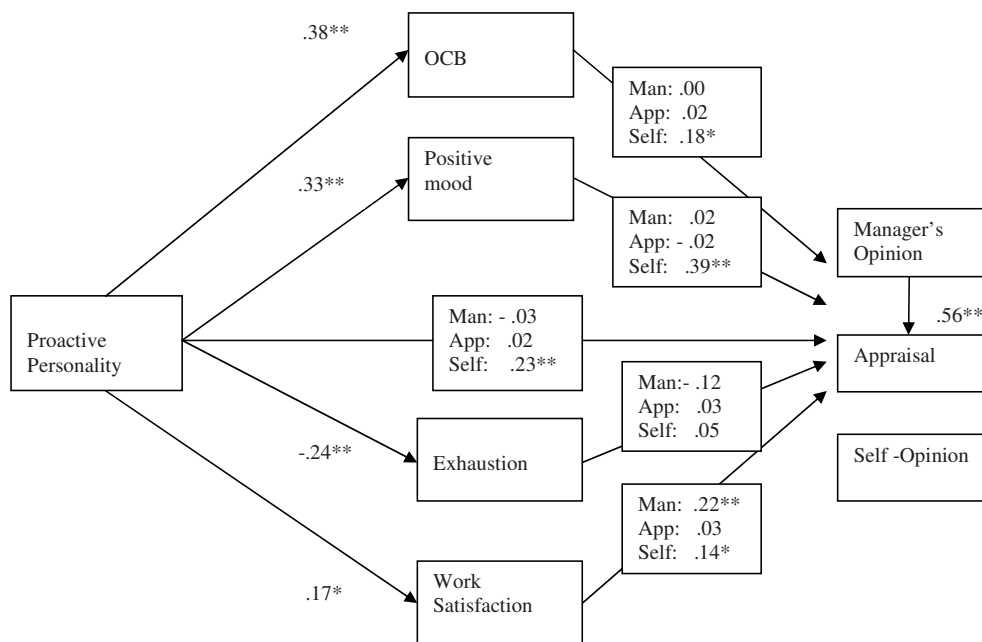 .38**
OCB
Man: .00
App: .02
Self: .18*
.33**
Positive
mood
Man: .02
App: - .02
Self: .39**
Manager's
Opinion
.56**
Proactive
Personality
Man: - .03
App: .02
Self: .23**
Appraisal
Man:- .12
App: .03
Self: .05
-.24**
Exhaustion
Self -Opinion
Man: .22**
App: .03
Self: .14*
.17*
Work
Satisfaction